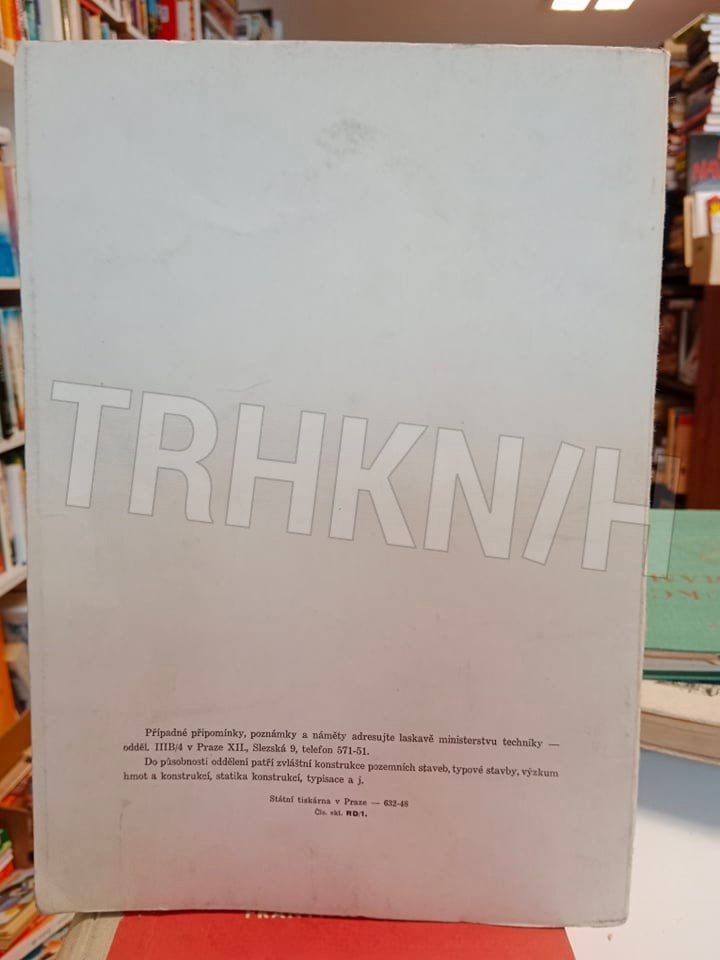 TRHKN/H
Případné připomínky, poznámky a náměty adresujte laskavě ministerstvu techniky —
odděl. IIIB/4 v Praze XII., Slezská 9, telefon 571-51.
Do působnosti oddělení patří zvláštní konstrukce pozemních staveb, typové stavby, výzkum
hmot a konstrukcí, statika konstrukcí, typisace a j.
Státní tiskárna v Praze — 632-48
Čís. skl. RD/1.